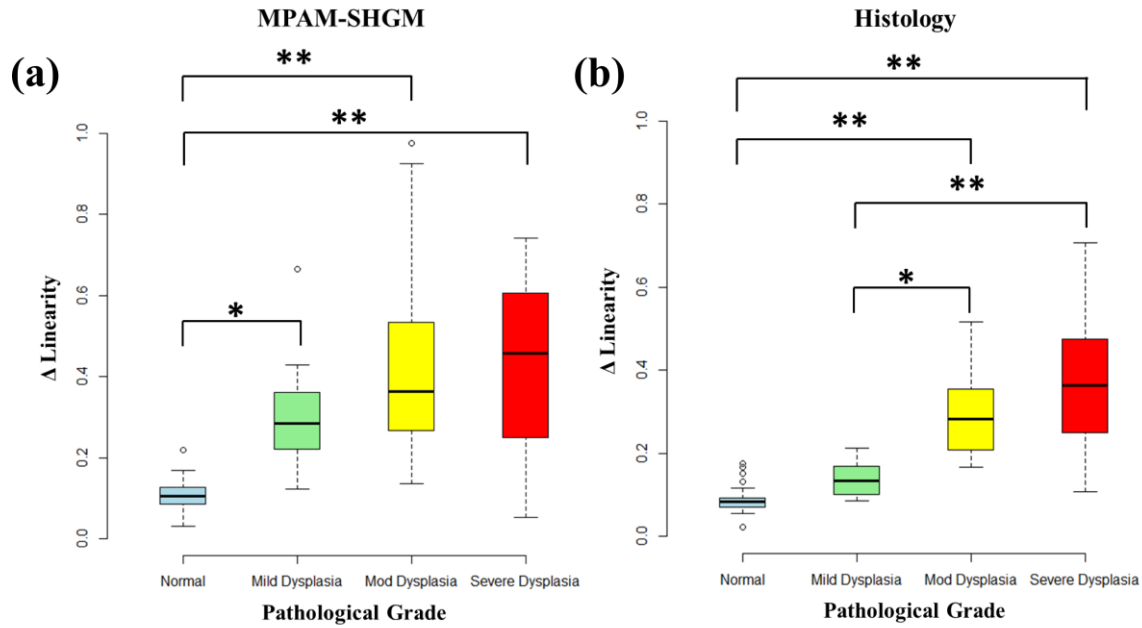 MPAM-SHGM
(a)
**
**
*
1.0
0.8
0.6
0.4
0.2
0.0
Δ Linearity
Normal Mild Dysplasia Mod Dysplasia Severe Dysplasia
Pathological Grade
Histology
(b)
**
**
**
*
1.0
0.8
0.6
0.4
0.2
0.0
Δ Linearity
Normal Mild Dysplasia Mod Dysplasia Severe Dysplasia
Pathological Grade